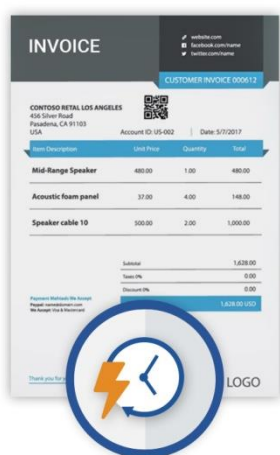 INVOICE
website.com
facebook.com/name
twitter.com/name
CUSTOMER INVOICE 000612
CONTOSO RETAL LOS ANGELES
456 Silver Road
Pasadena, CA 91103
USA
Account ID: US-002 | Date: 5/7/2017
Item Description Unit Price Quantity Total
Mid-Range Speaker 480.00 1.00 480.00
Acoustic foam panel 37.00 4.00 148.00
Speaker cable 10 500.00 2.00 1,000.00
Subtotal 1,628.00
Taxes 0% 0.00
Discount 0% 0.00
1,628.00 USD
Payment Methods We Accept
Paypal: name@domain.com
We Accept: Visa & Mastercard
Thank you for
LOGO